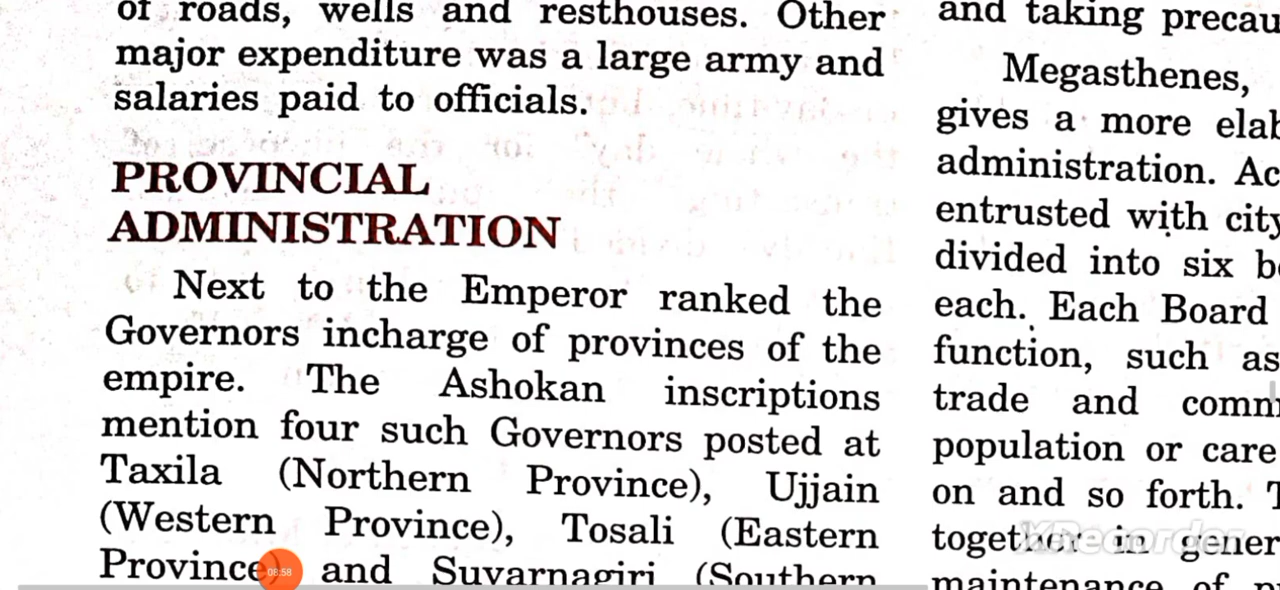 of roads, wells and resthouses. Other
major expenditure was a large army and
salaries paid to officials.
PROVINCIAL
ADMINISTRATION
Next to the Emperor ranked the
Governors incharge of provinces of the
empire. The Ashokan inscriptions
mention four such Governors posted at
Taxila (Northern Province), Ujjain
(Western Province), Tosali (Eastern
Province) and Suvarnagiri (Southern
and taking precau
Megasthenes,
gives a more elab
administration. Ac
entrusted with city
divided into six b
each. Each Board
function, such as
trade and comm
population or care
on and so forth. T
together in gener
maintenance of p
XRecorder
08:58